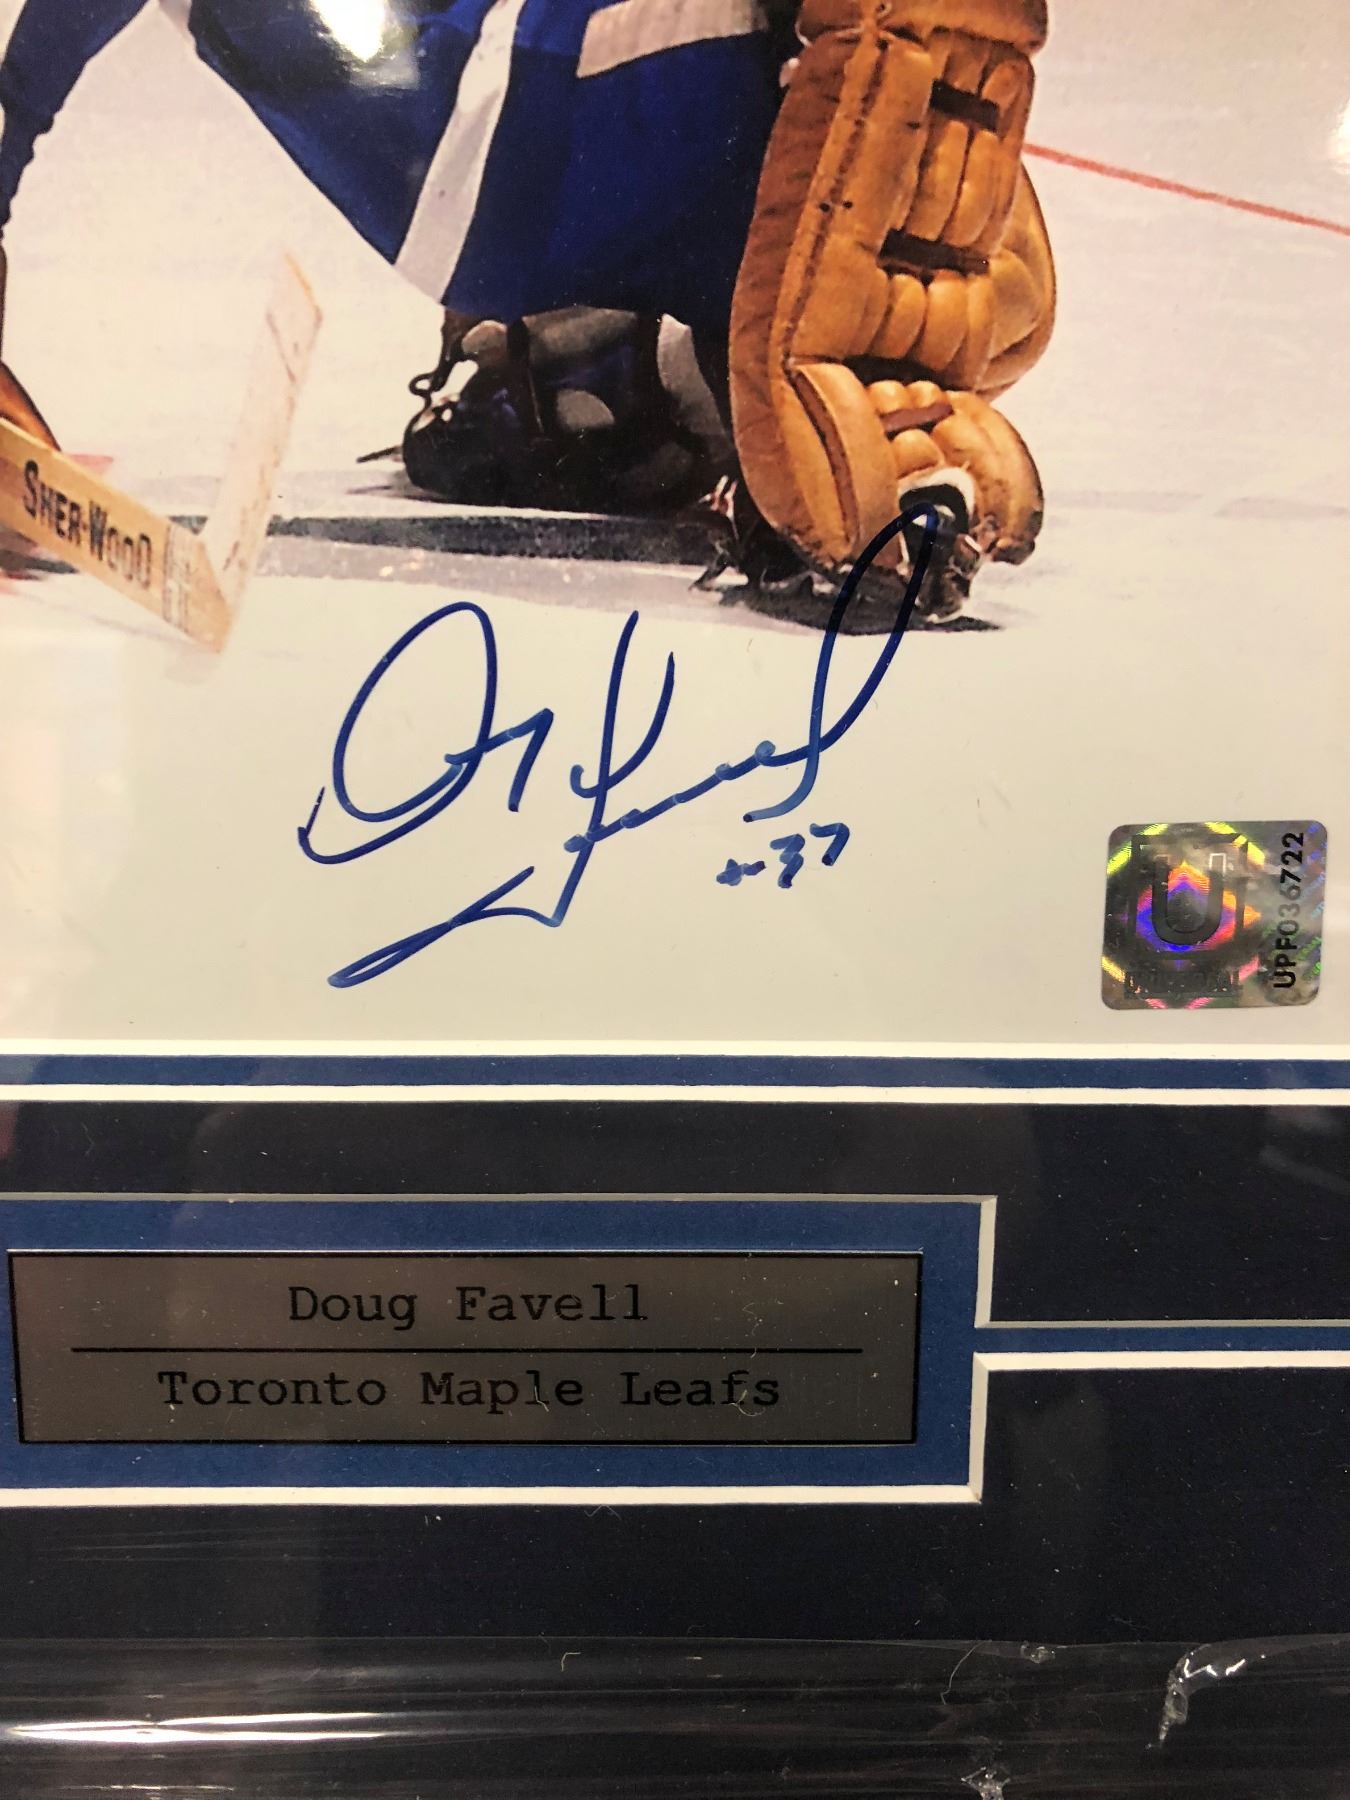 SHER-WOOD
#37
UPF036722
Doug Favell
Toronto Maple Leafs